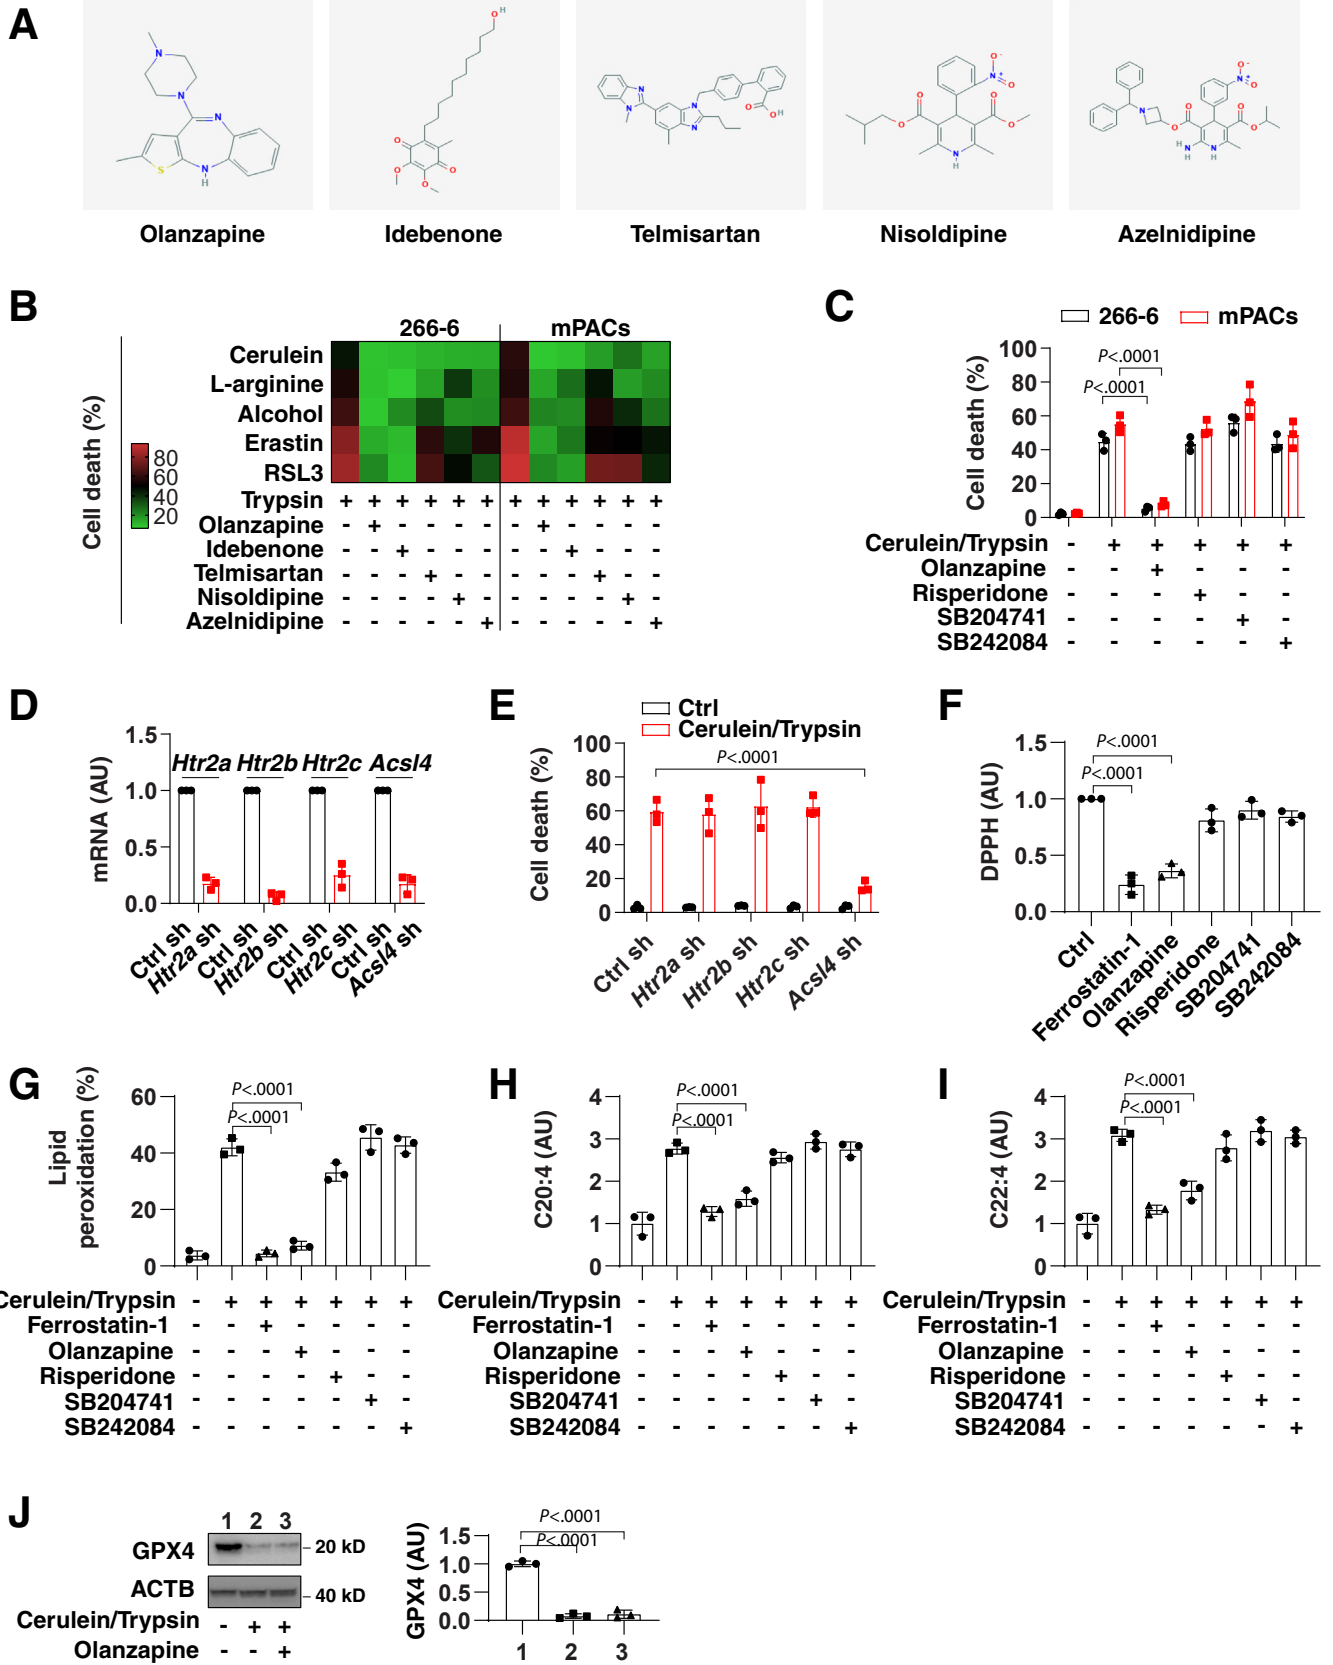 A
Olanzapine
Idebenone
Telmisartan
Nisoldipine
Azelnidipine
B
266-6
mPACs
Cell death (%)
80
60
40
20
Cerulein
L-arginine
Alcohol
Erastin
RSL3
Trypsin + + + + + + + + + + + +
Olanzapine - + - - - - - + - - - -
Idebenone - - + - - - - - + - - -
Telmisartan - - - + - - - - - + - -
Nisoldipine - - - - + - - - - - + -
Azelnidipine - - - - - + - - - - - +
C
266-6
mPACs
P<.0001
P<.0001
Cell death (%)
100
80
60
40
20
0
Cerulein/Trypsin - + + + + +
Olanzapine - - + - - -
Risperidone - - - + - -
SB204741 - - - - + -
SB242084 - - - - - +
D
mRNA (AU)
1.5
1.0
0.5
0.0
Htr2a Htr2b Htr2c Acsl4
Ctrl sh
Htr2a sh
Ctrl sh
Htr2b sh
Ctrl sh
Htr2c sh
Ctrl sh
Acsl4 sh
E
Ctrl
Cerulein/Trypsin
P<.0001
Cell death (%)
100
80
60
40
20
0
Ctrl sh
Htr2a sh
Htr2b sh
Htr2c sh
Acsl4 sh
F
P<.0001
P<.0001
DPPH (AU)
1.5
1.0
0.5
0.0
Ctrl
Ferrostatin-1
Olanzapine
Risperidone
SB204741
SB242084
G
P<.0001
P<.0001
Lipid
peroxidation (%)
60
40
20
0
Cerulein/Trypsin - + + + + + +
Ferrostatin-1 - - + - - - -
Olanzapine - - - + - - -
Risperidone - - - - + - -
SB204741 - - - - - + -
SB242084 - - - - - - +
H
P<.0001
P<.0001
C20:4 (AU)
4
3
2
1
0
Cerulein/Trypsin - + + + + + +
Ferrostatin-1 - - + - - - -
Olanzapine - - - + - - -
Risperidone - - - - + - -
SB204741 - - - - - + -
SB242084 - - - - - - +
I
P<.0001
P<.0001
C22:4 (AU)
4
3
2
1
0
Cerulein/Trypsin - + + + + + +
Ferrostatin-1 - - + - - - -
Olanzapine - - - + - - -
Risperidone - - - - + - -
SB204741 - - - - - + -
SB242084 - - - - - - +
J
1 2 3
GPX4
20 kD
ACTB
40 kD
Cerulein/Trypsin - + +
Olanzapine - - +
P<.0001
P<.0001
GPX4 (AU)
1.5
1.0
0.5
0.0
1 2 3